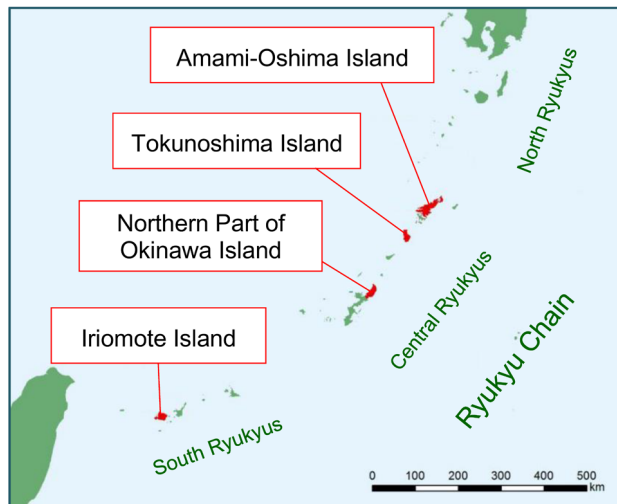 Amami-Oshima Island
Tokunoshima Island
North Ryukyus
Northern Part of
Okinawa Island
Central Ryukyus
Iriomote Island
Ryukyu Chain
South Ryukyus
0 100 200 300 400 500
km